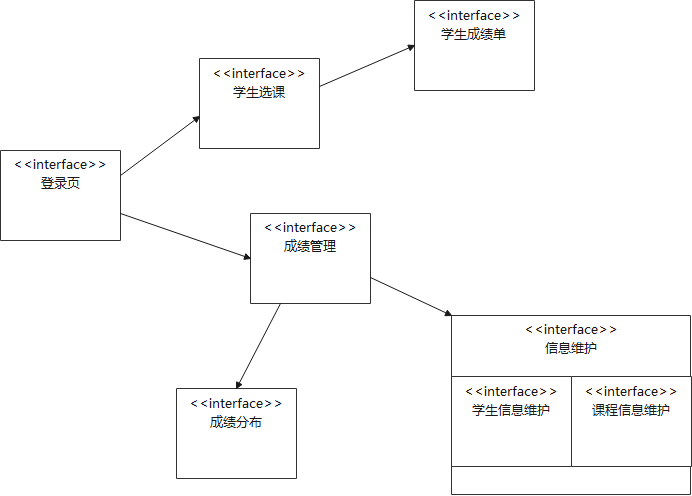 <<interface>>
学生成绩单
<<interface>>
学生选课
<<interface>>
登录页
<<interface>>
成绩管理
<<interface>>
信息维护
<<interface>>
学生信息维护
<<interface>>
课程信息维护
<<interface>>
成绩分布